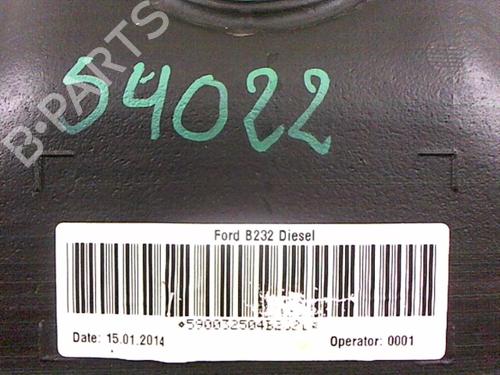 B-PARTS
54022
Ford B232 Diesel
Date: 15.01.2014
Operator: 0001